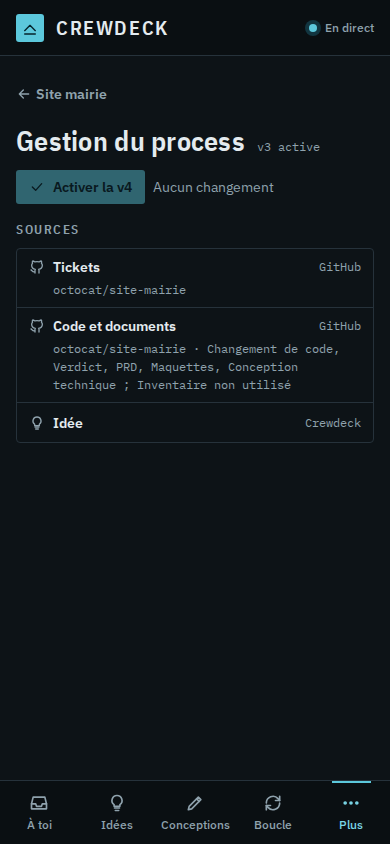 CREWDECK
En direct
← Site mairie
Gestion du process v3 active
Activer la v4 Aucun changement
SOURCES
Tickets GitHub
octocat/site-mairie
Code et documents GitHub
octocat/site-mairie · Changement de code,
Verdict, PRD, Maquettes, Conception
technique ; Inventaire non utilisé
Idée Crewdeck
À toi Idées Conceptions Boucle Plus